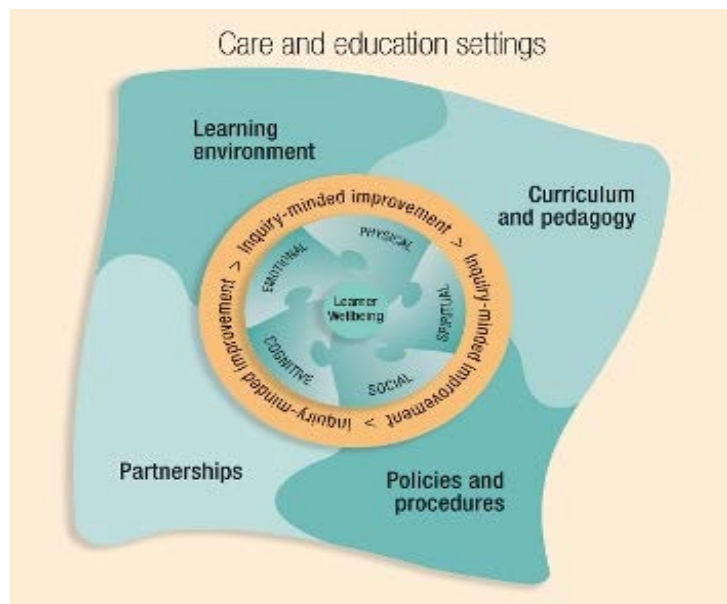 Care and education settings
Learning
environment
Curriculum
and pedagogy
Inquiry-minded improvement > Inquiry-minded improvement > Inquiry-minded improvement > Inquiry-minded improvement >
PHYSICAL
EMOTIONAL
SPIRITUAL
Learner
Wellbeing
COGNITIVE
SOCIAL
Partnerships
Policies and
procedures